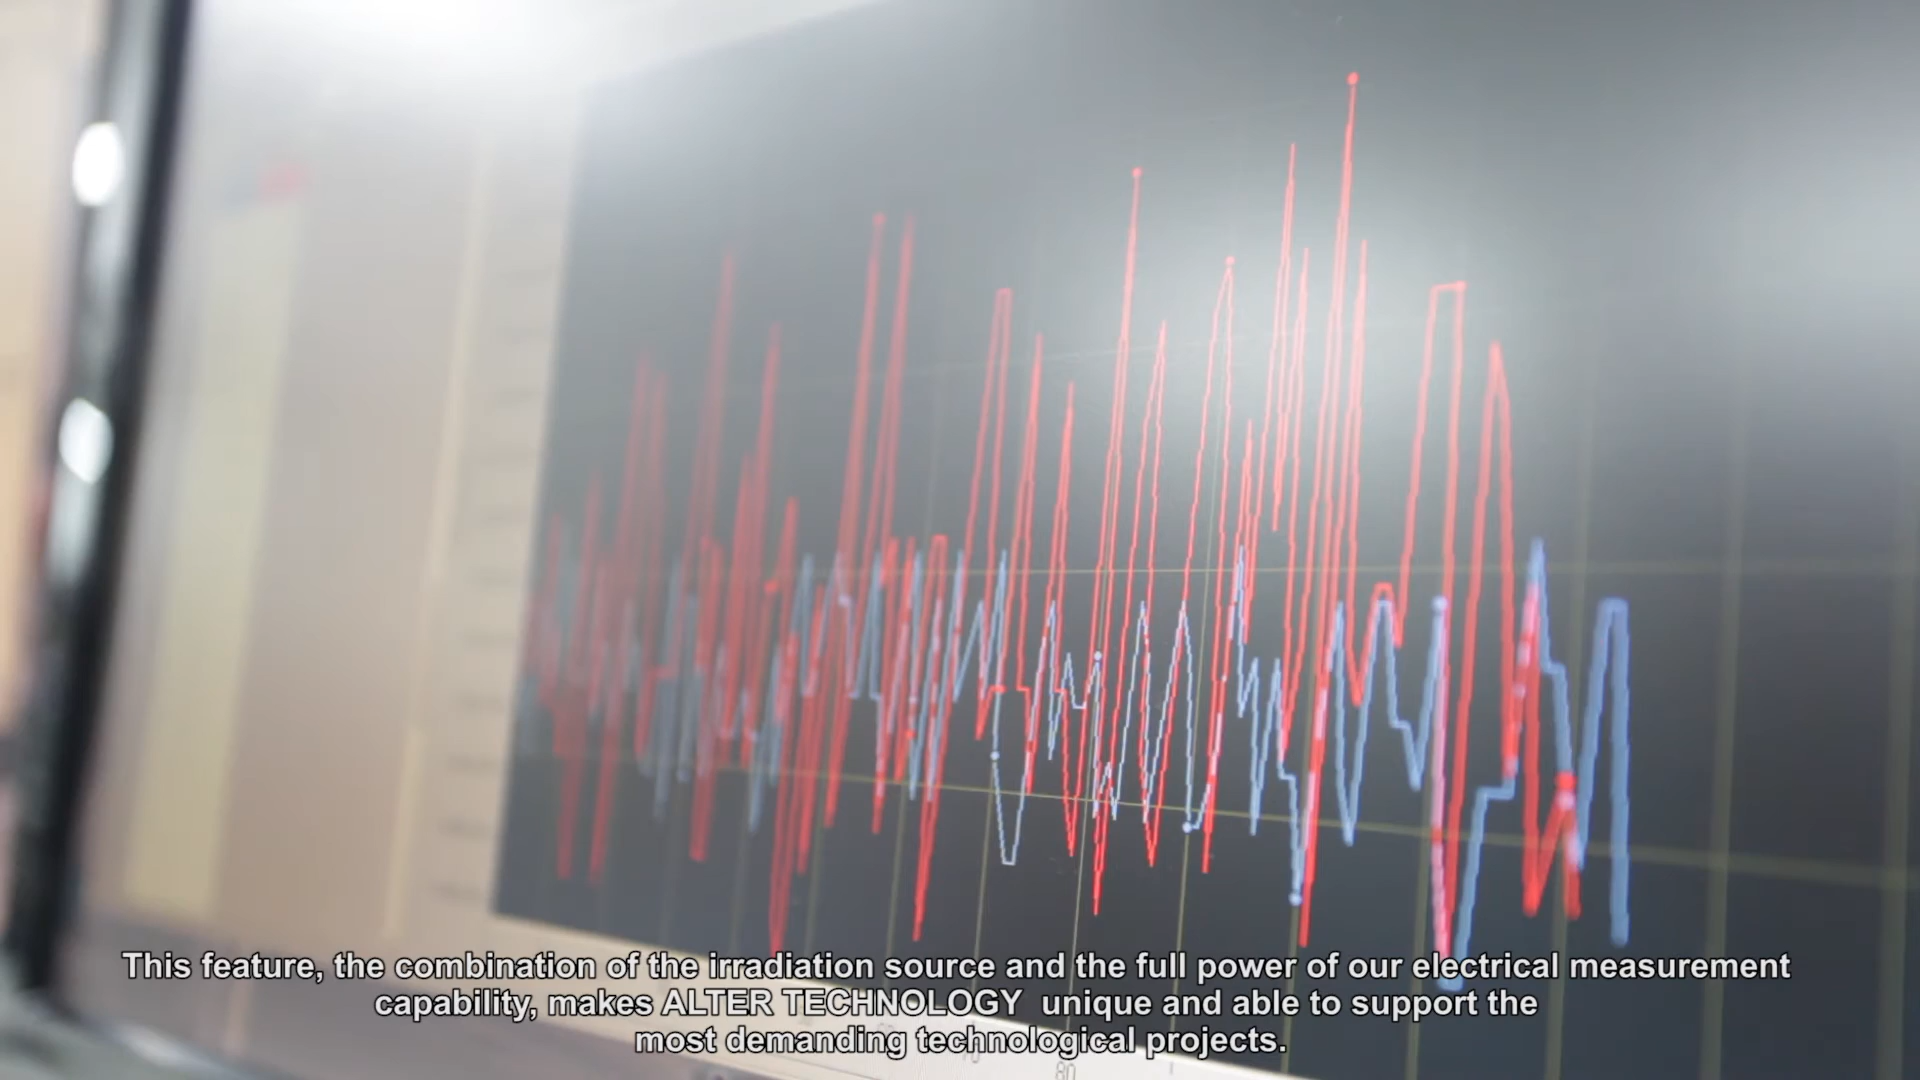 This feature, the combination of the irradiation source and the full power of our electrical measurement
capability, makes ALTER TECHNOLOGY unique and able to support the
most demanding technological projects.
80